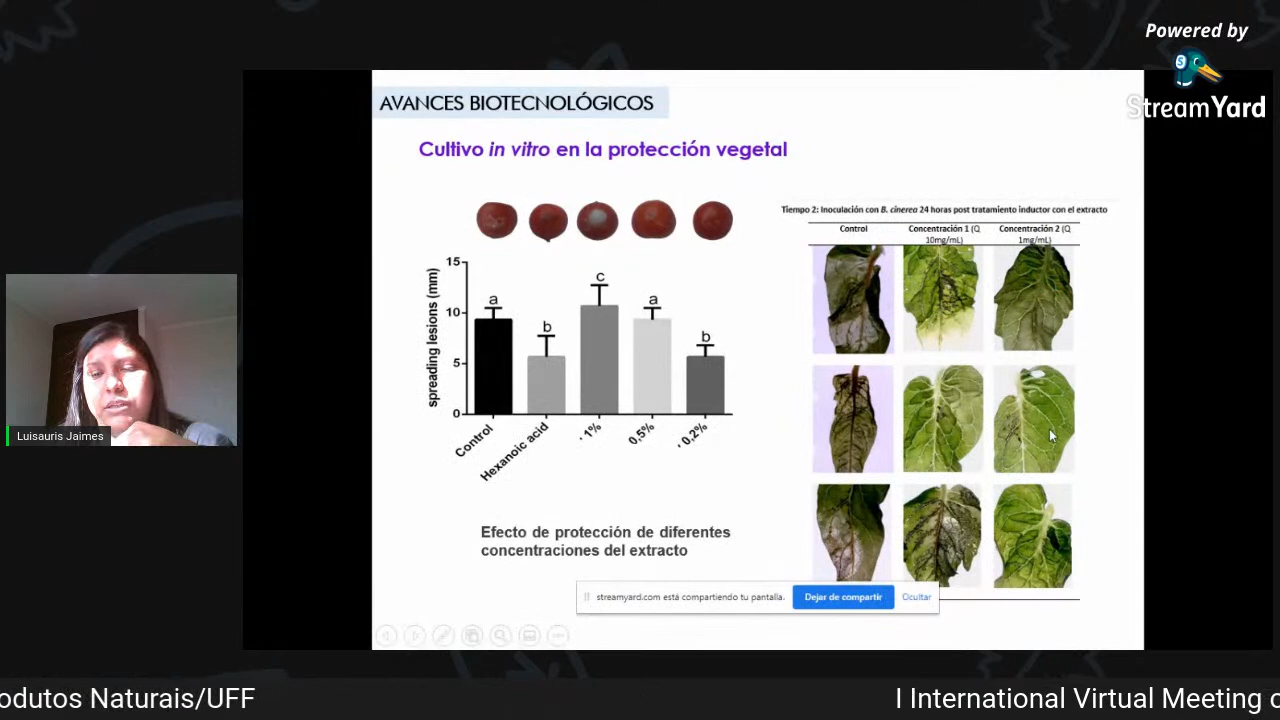 Powered by
StreamYard
AVANCES BIOTECNOLÓGICOS
Cultivo in vitro en la protección vegetal
spreading lesions (mm)
15
10
5
0
a
b
c
a
b
Control
Hexanoic acid
1%
0,5%
0,2%
Efecto de protección de diferentes
concentraciones del extracto
Tiempo 2: Inoculación con B. cinerea 24 horas post tratamiento inductor con el extracto
Control
Concentración 1 (Q
10mg/mL)
Concentración 2 (Q
1mg/mL)
streamyard.com está compartiendo tu pantalla.
Dejar de compartir
Ocultar
Luisauris Jaimes
odutos Naturais/UFF
I International Virtual Meeting o